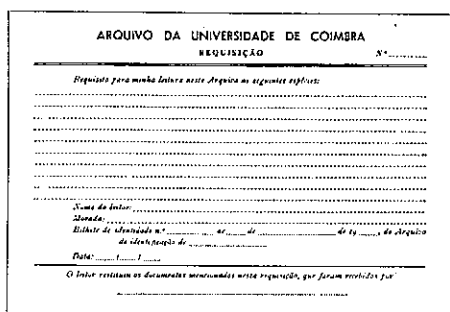 ARQUIVO DA UNIVERSIDADE DE COIMBRA
REQUISIÇÃO Nº
Requisito para minha leitura neste Arquivo as seguintes espécies:
Nome do leitor:
Morada:
Bilhete de identidade n.º de de de 19 , do Arquivo
de identificação de
Data: / /
O leitor restituiu os documentos mencionados nesta requisição, que foram recebidos por